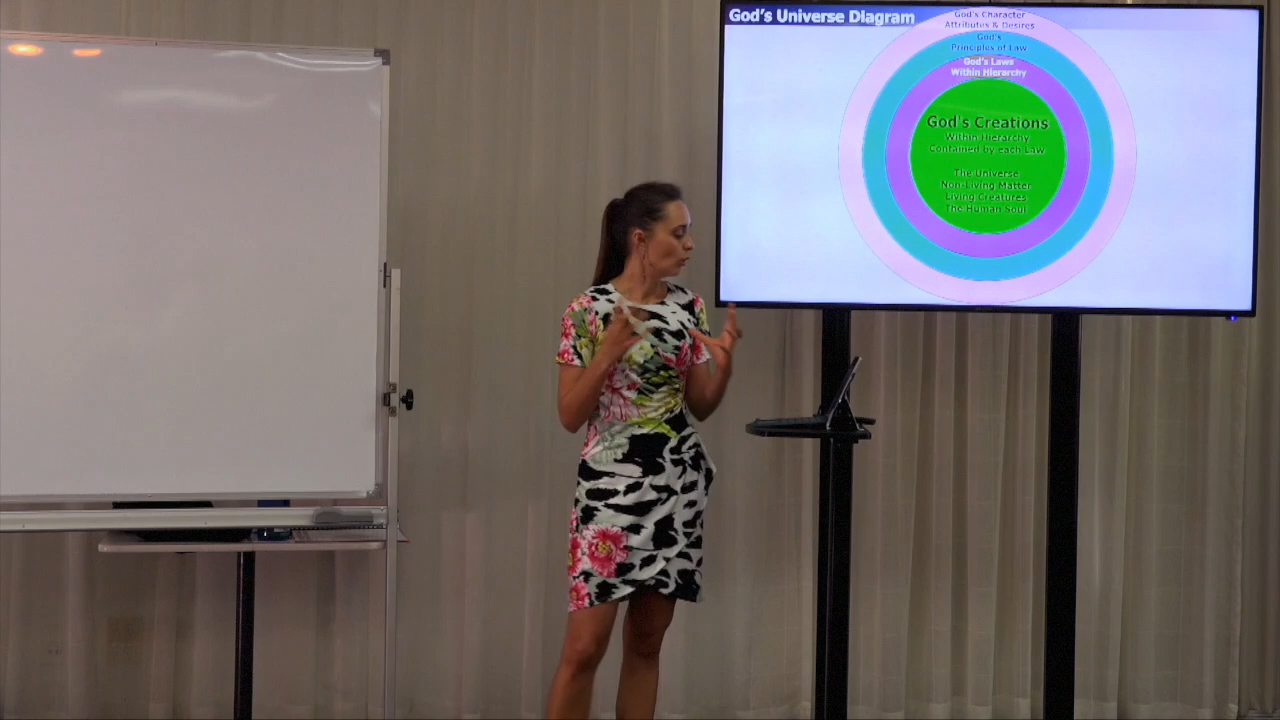 God's Universe Diagram
God's Character
Attributes & Desires
God's
Principles of Law
God's Laws
Within Hierarchy
God's Creations
Within Hierarchy
Contained by each Law
The Universe
Non-Living Matter
Living Creatures
The Human Soul